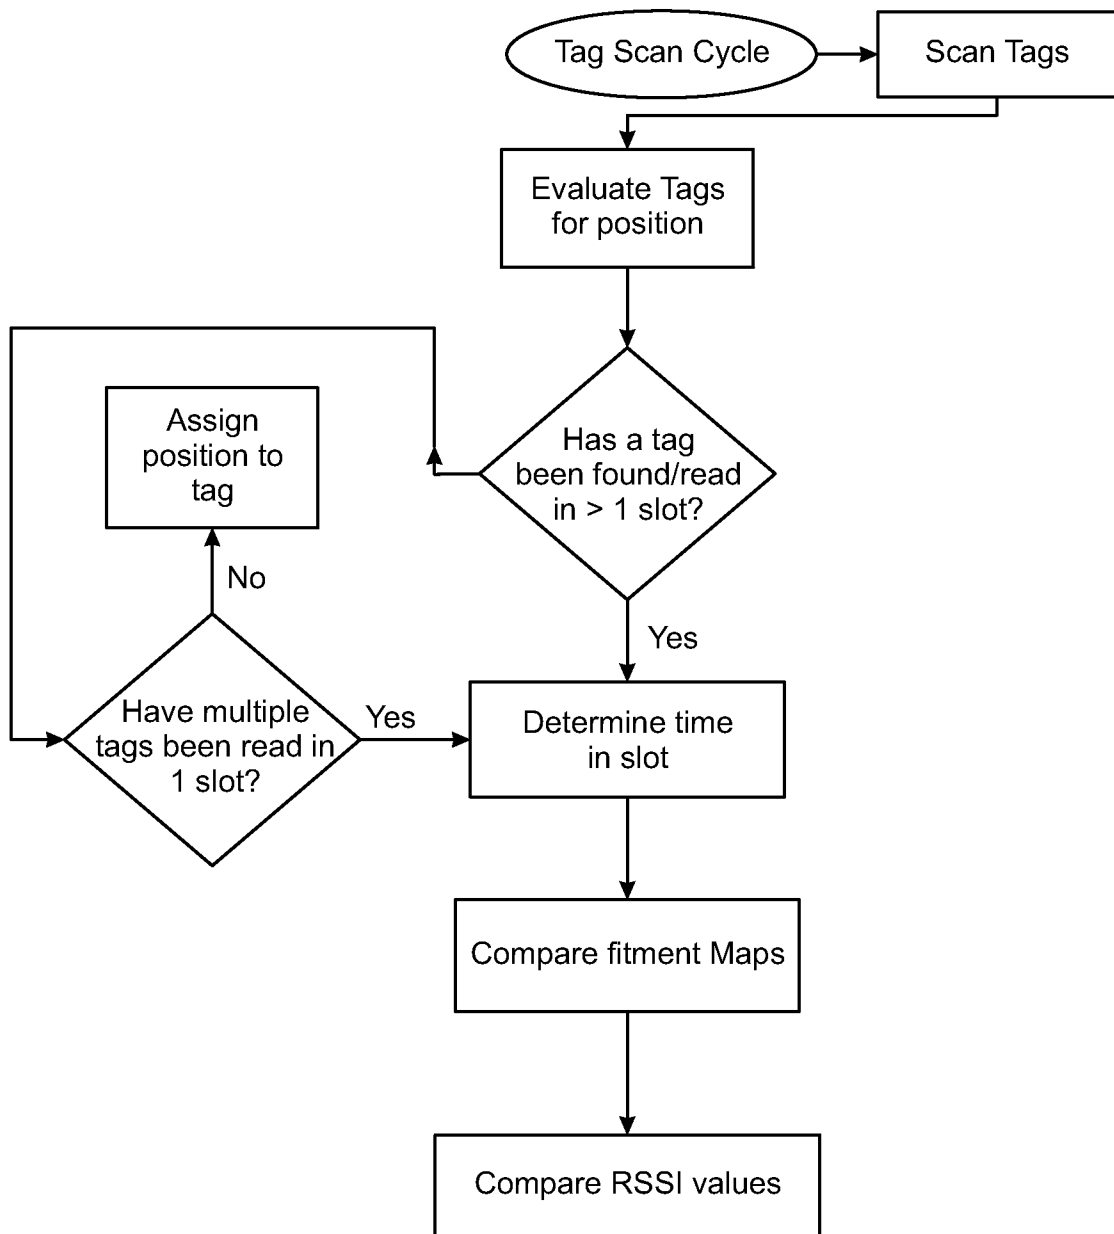 Tag Scan Cycle
Scan Tags
Evaluate Tags
for position
Has a tag
been found/read
in > 1 slot?
Assign
position to
tag
No
Yes
Have multiple
tags been read in
1 slot?
Yes
Determine time
in slot
Compare fitment Maps
Compare RSSI values